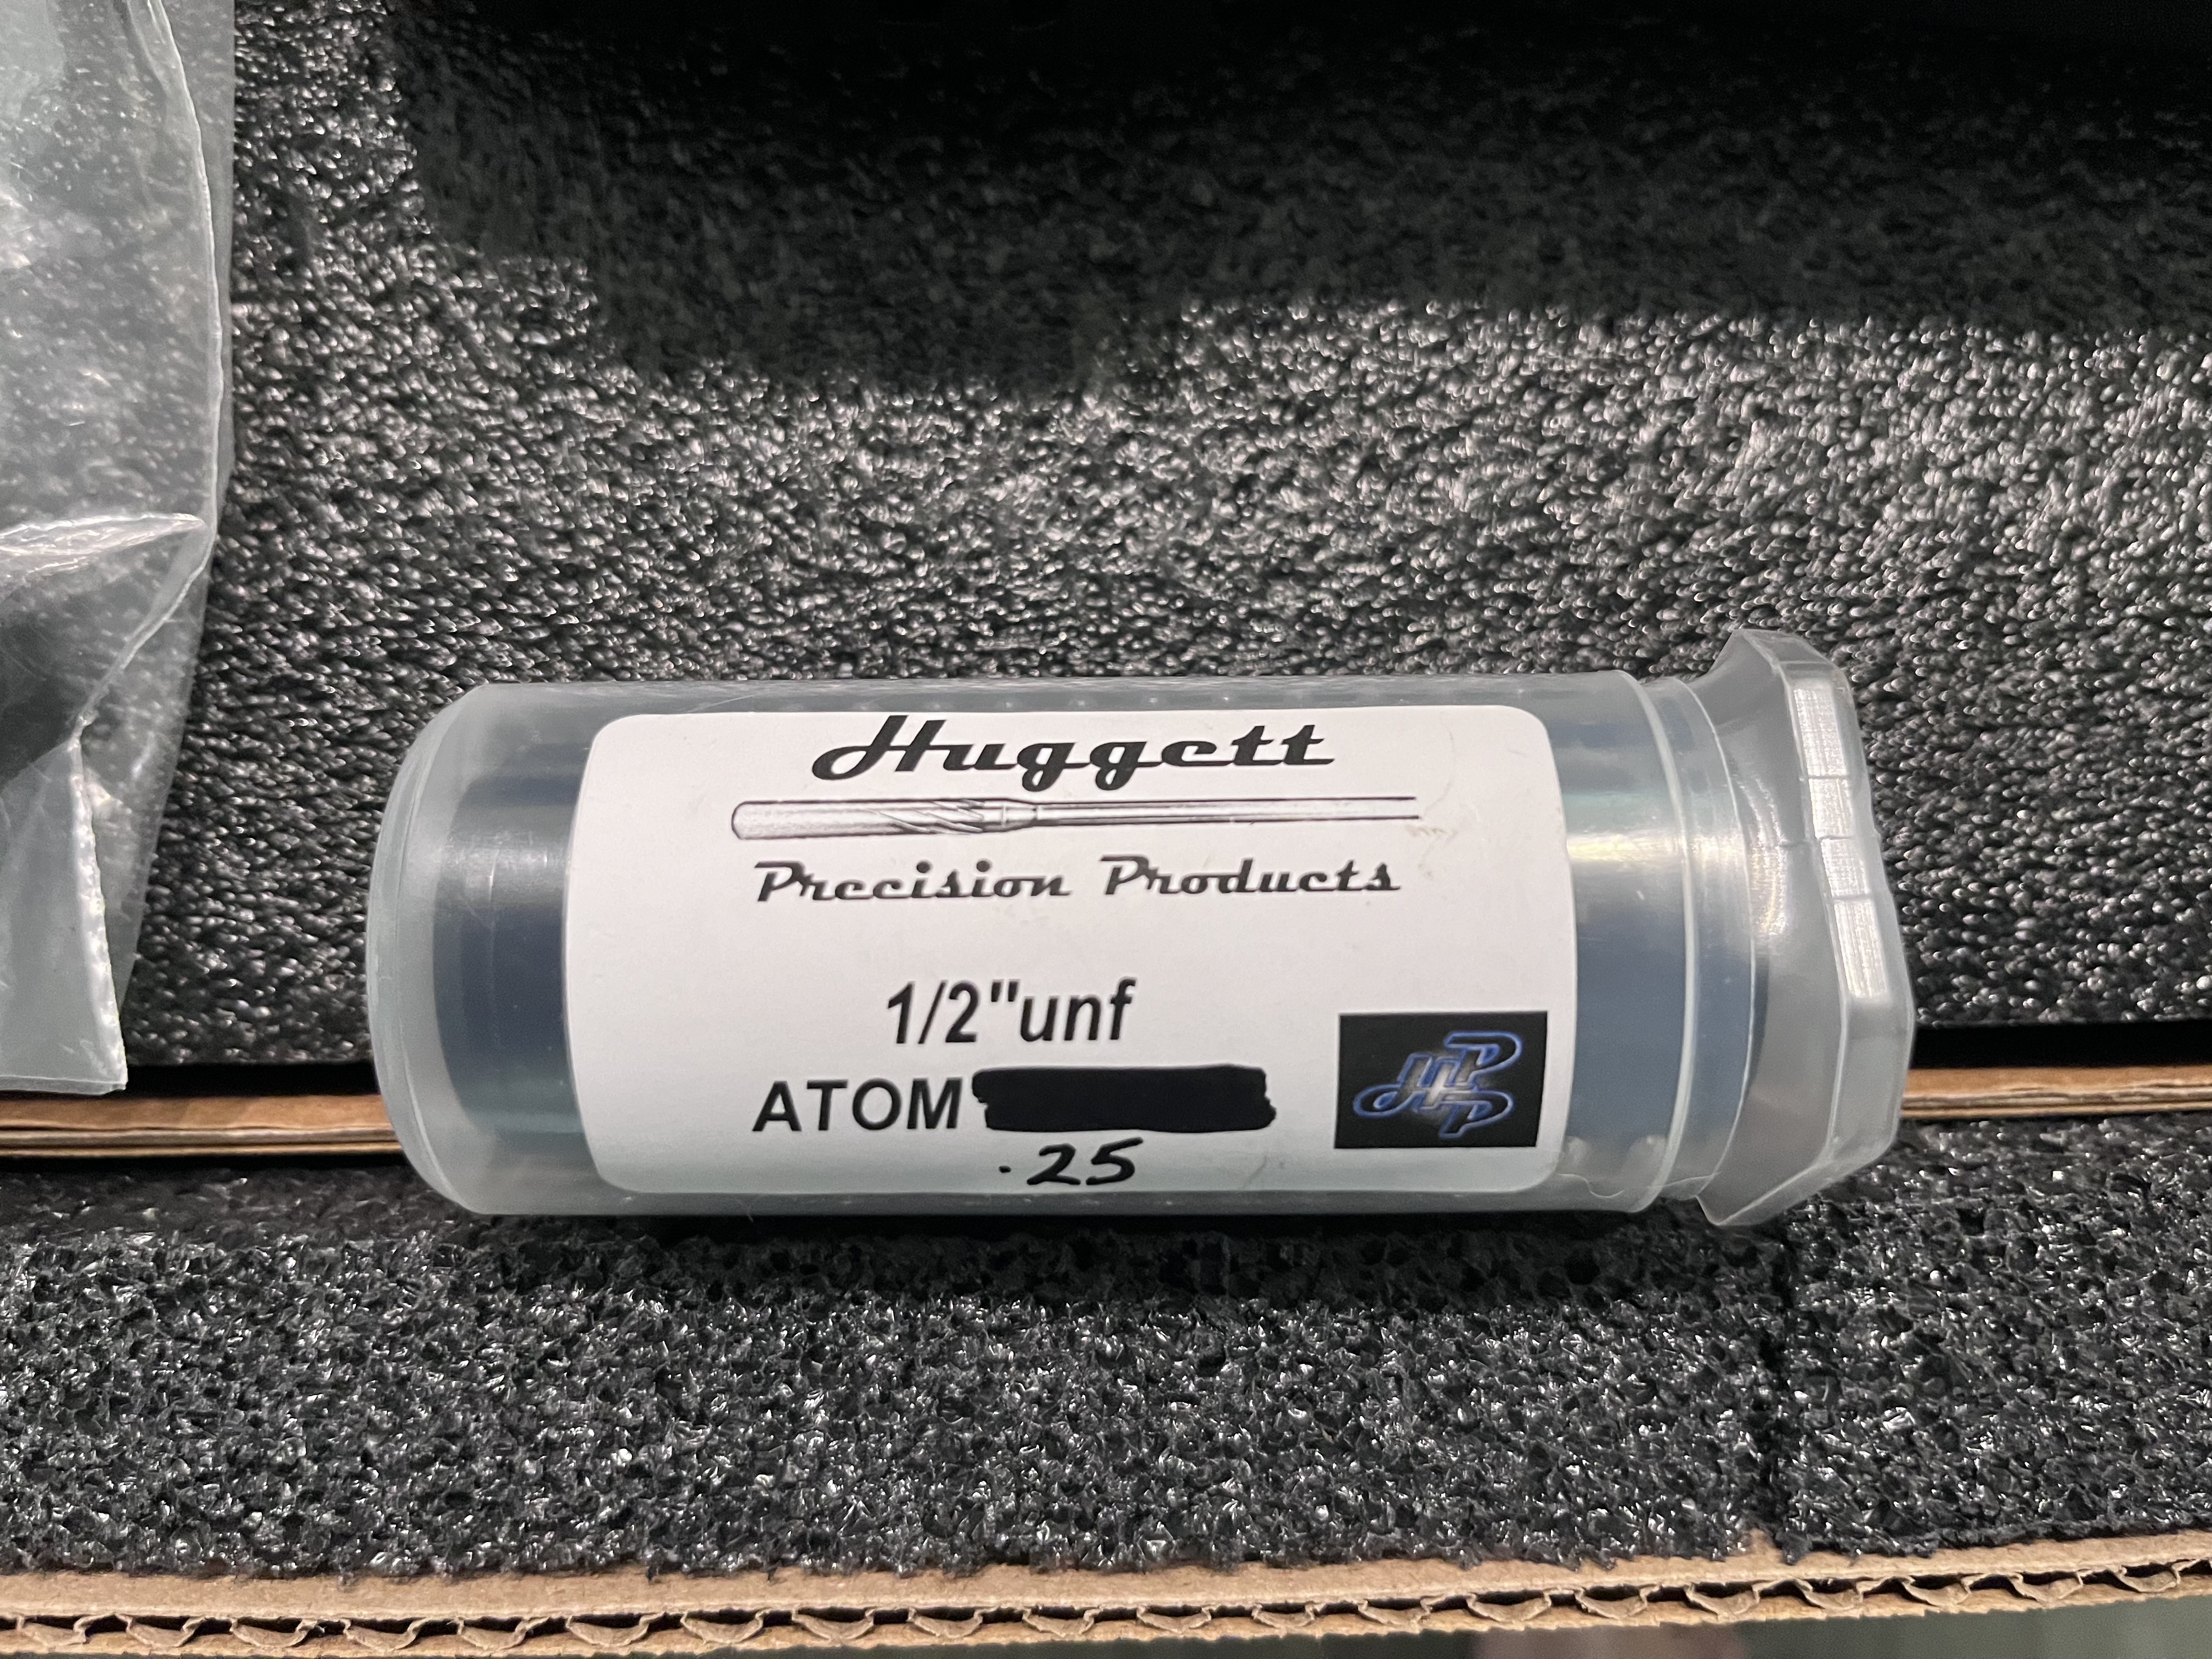 Huggett
Precision Products
1/2"unf
ATOM
.25
HPP